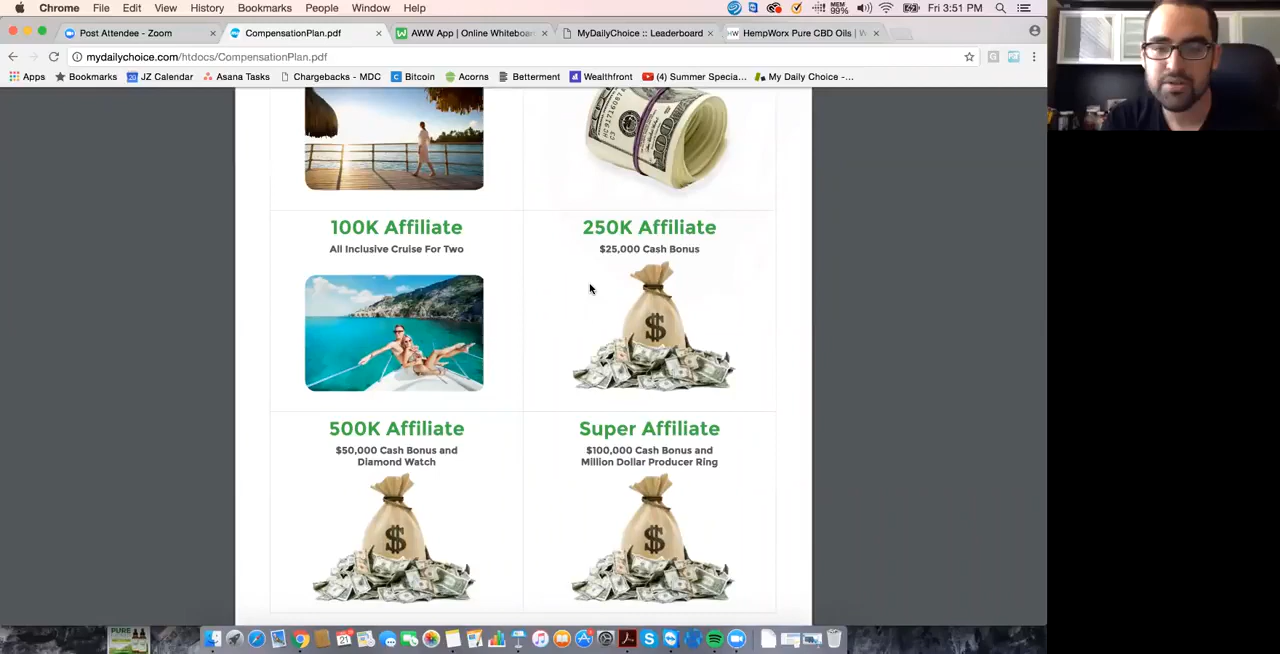 Chrome File Edit View History Bookmarks People Window Help
MEM 99% Fri 3:51 PM
Post Attendee - Zoom
CompensationPlan.pdf
AWW App | Online Whiteboar
MyDailyChoice :: Leaderboard
HempWorx Pure CBD Oils | W
mydailychoice.com/htdocs/CompensationPlan.pdf
Apps Bookmarks JZ Calendar Asana Tasks Chargebacks - MDC Bitcoin Acorns Betterment Wealthfront (4) Summer Specia... My Daily Choice -...
100K Affiliate
All Inclusive Cruise For Two
250K Affiliate
$25,000 Cash Bonus
500K Affiliate
$50,000 Cash Bonus and
Diamond Watch
Super Affiliate
$100,000 Cash Bonus and
Million Dollar Producer Ring